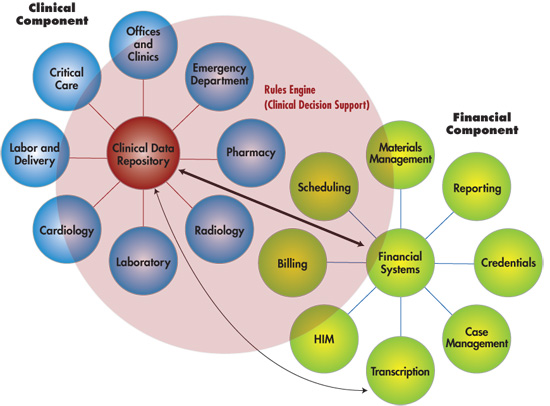 Clinical
Component
Offices
and
Clinics
Critical
Care
Emergency
Department
Rules Engine
(Clinical Decision Support)
Financial
Component
Labor and
Delivery
Clinical Data
Repository
Pharmacy
Materials
Management
Scheduling
Reporting
Cardiology
Radiology
Laboratory
Billing
Financial
Systems
Credentials
HIM
Case
Management
Transcription